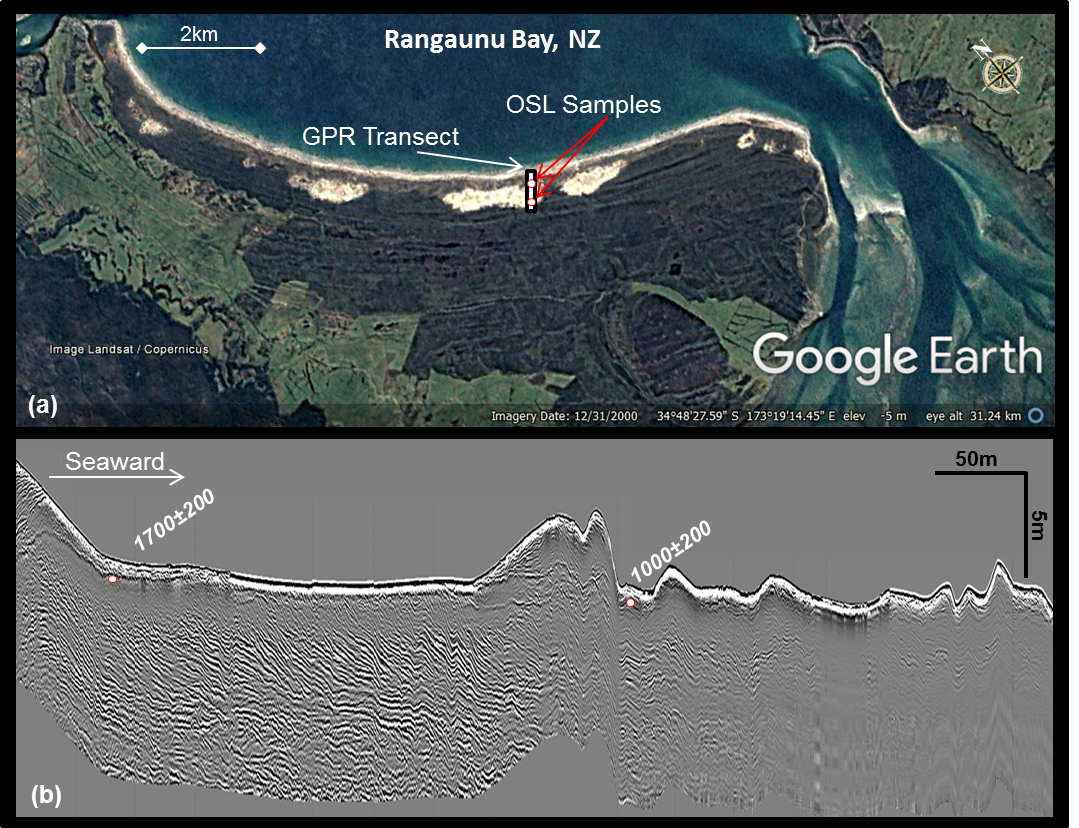 2km
Rangaunu Bay, NZ
N
OSL Samples
GPR Transect
Image Landsat / Copernicus
Google Earth
(a)
Imagery Date: 12/31/2000 34°48'27.59" S 173°19'14.45" E elev -5 m eye alt 31.24 km
Seaward
50m
5m
1700±200
1000±200
(b)